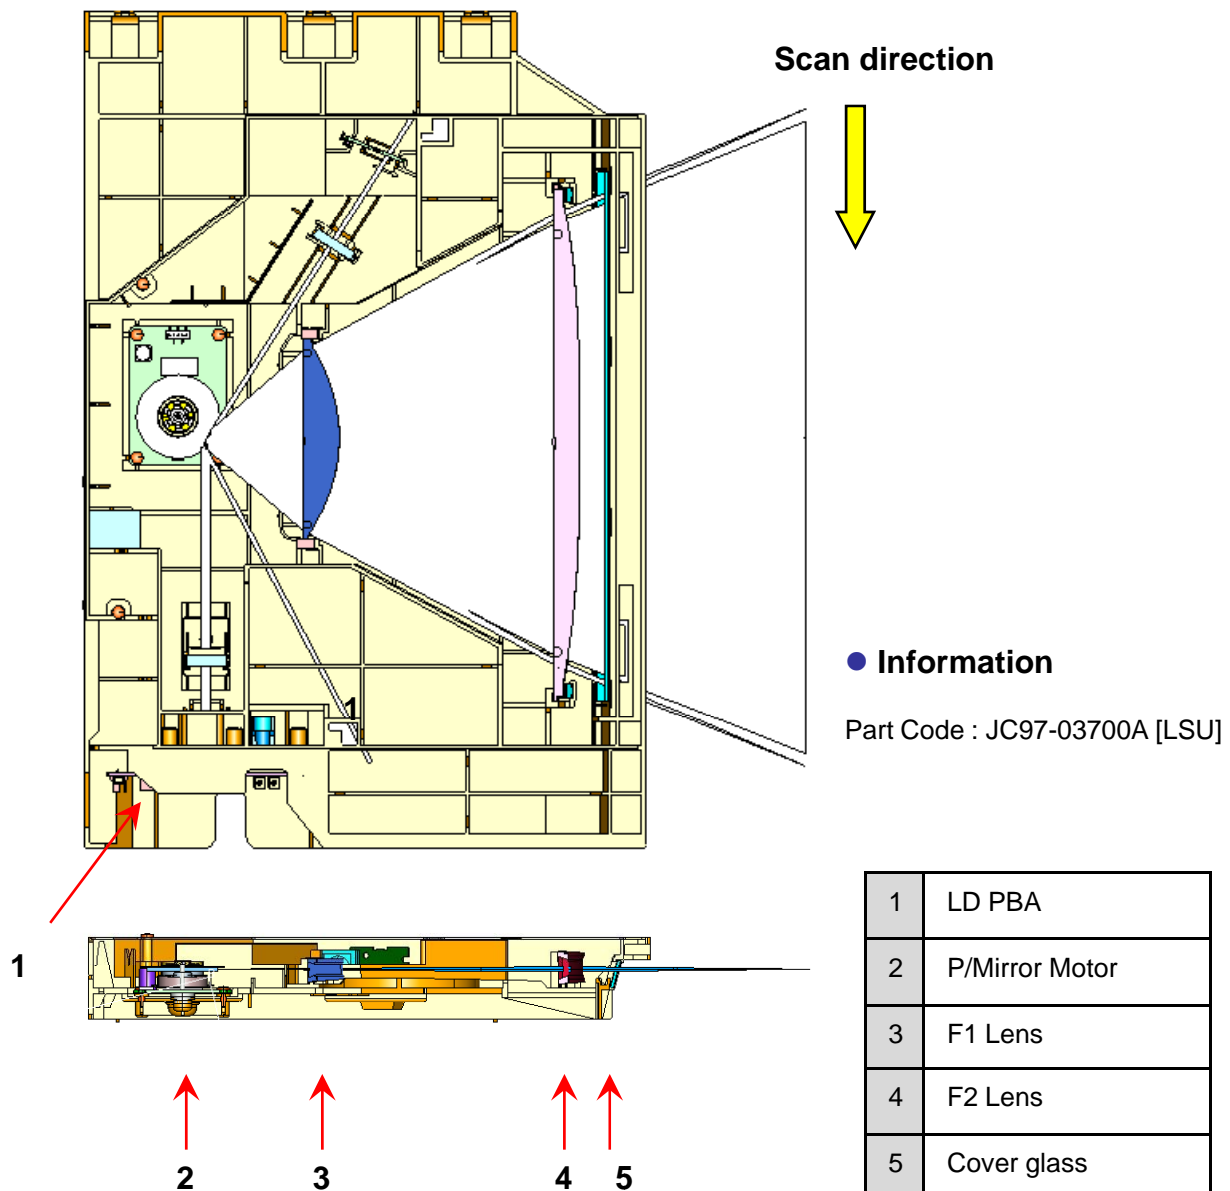 Scan direction
1
● Information
Part Code : JC97-03700A [LSU]
1
2 3 4 5
1 LD PBA
2 P/Mirror Motor
3 F1 Lens
4 F2 Lens
5 Cover glass